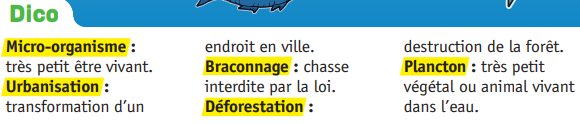 Dico
Micro-organisme :
très petit être vivant.
Urbanisation :
transformation d'un
endroit en ville.
Braconnage : chasse
interdite par la loi.
Déforestation :
destruction de la forêt.
Plancton : très petit
végétal ou animal vivant
dans l'eau.